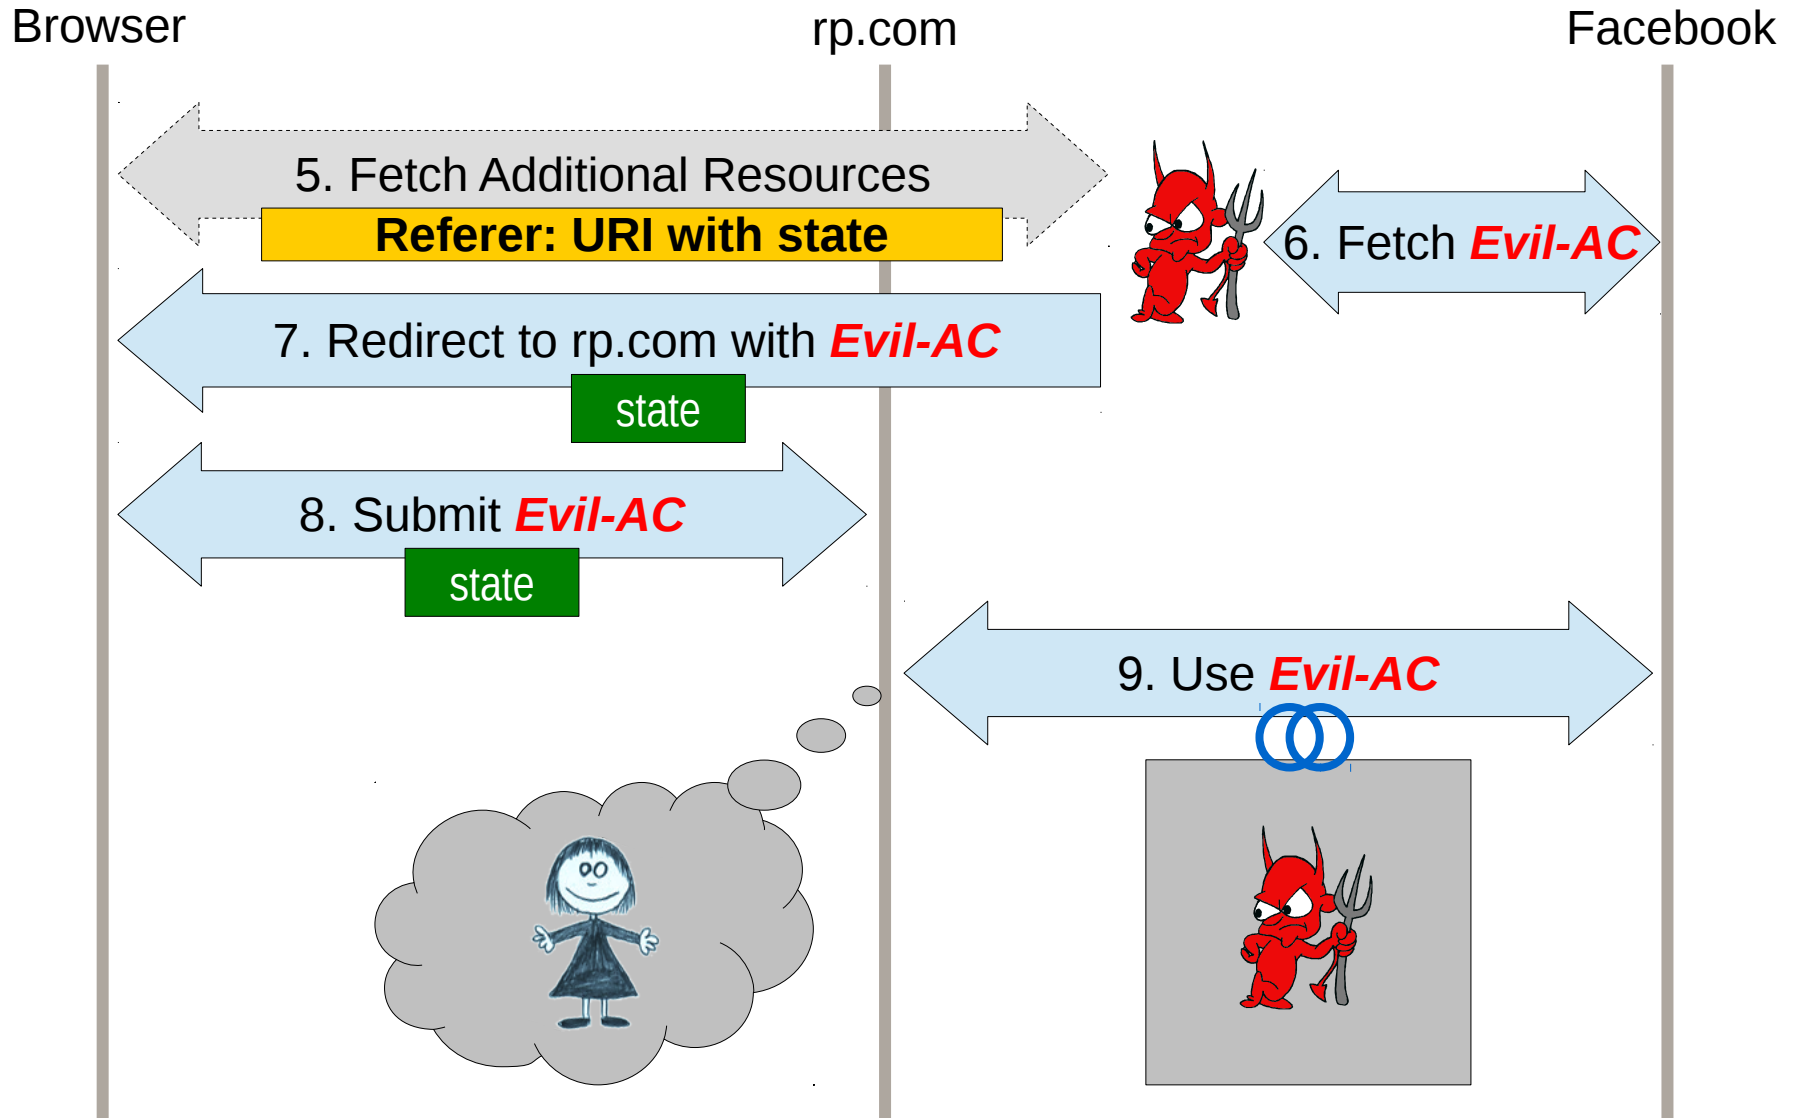 Browser
rp.com
Facebook
5. Fetch Additional Resources
Referer: URI with state
6. Fetch Evil-AC
7. Redirect to rp.com with Evil-AC
state
8. Submit Evil-AC
state
9. Use Evil-AC